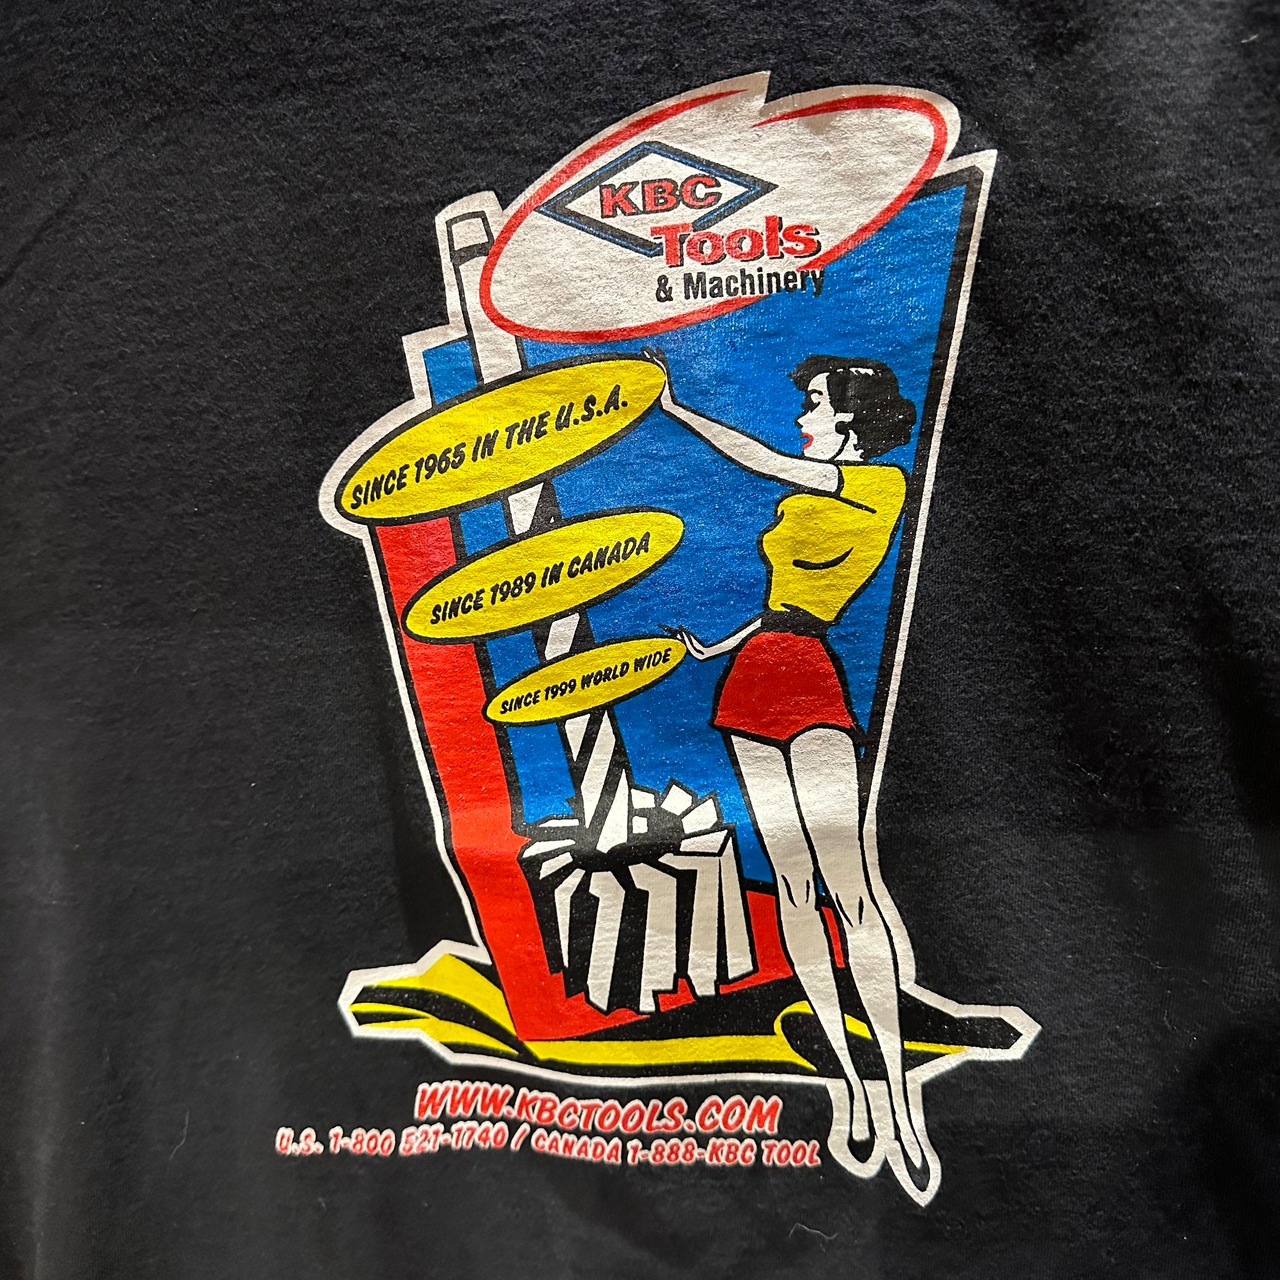 KBC
Tools
& Machinery
SINCE 1965 IN THE U.S.A.
SINCE 1989 IN CANADA
SINCE 1999 WORLD WIDE
WWW.KBCTOOLS.COM
U.S. 1-800 521-1740 / CANADA 1-888-KBC TOOL